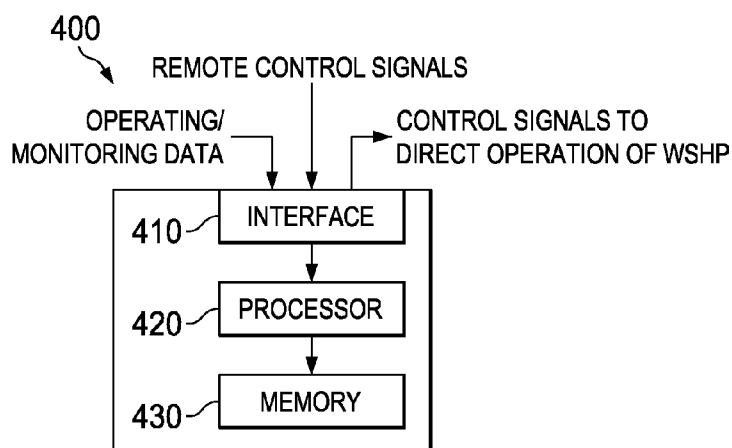 400
REMOTE CONTROL SIGNALS
OPERATING/
MONITORING DATA
CONTROL SIGNALS TO
DIRECT OPERATION OF WSHP
410
INTERFACE
420
PROCESSOR
430
MEMORY